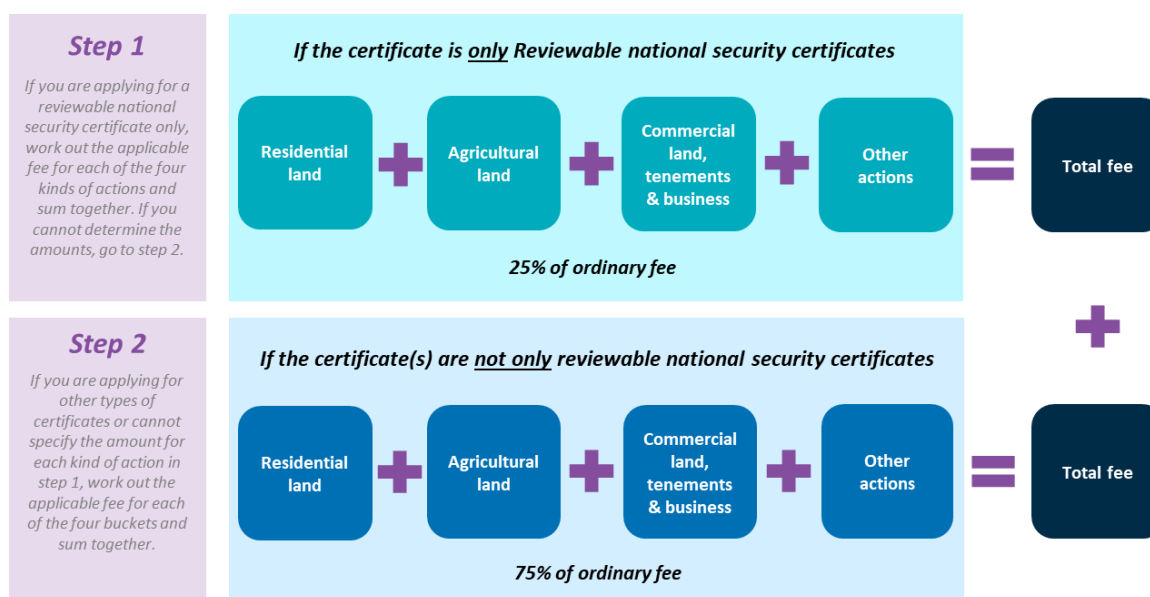 Step 1
If you are applying for a
reviewable national
security certificate only,
work out the applicable
fee for each of the four
kinds of actions and
sum together. If you
cannot determine the
amounts, go to step 2.
If the certificate is only Reviewable national security certificates
Residential
land
Agricultural
land
Commercial
land,
tenements
& business
Other
actions
Total fee
25% of ordinary fee
Step 2
If you are applying for
other types of
certificates or cannot
specify the amount for
each kind of action in
step 1, work out the
applicable fee for each
of the four buckets and
sum together.
If the certificate(s) are not only reviewable national security certificates
Residential
land
Agricultural
land
Commercial
land,
tenements
& business
Other
actions
Total fee
75% of ordinary fee